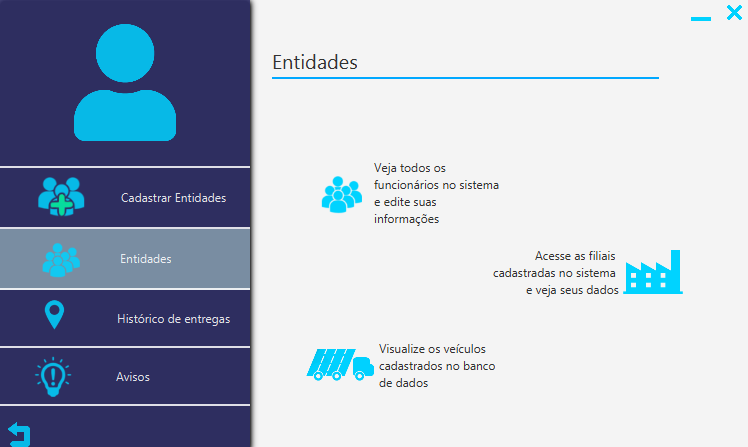 Cadastrar Entidades
Entidades
Histórico de entregas
Avisos
Entidades
Veja todos os
funcionários no sistema
e edite suas
informações
Acesse as filiais
cadastradas no sistema
e veja seus dados
Visualize os veículos
cadastrados no banco
de dados